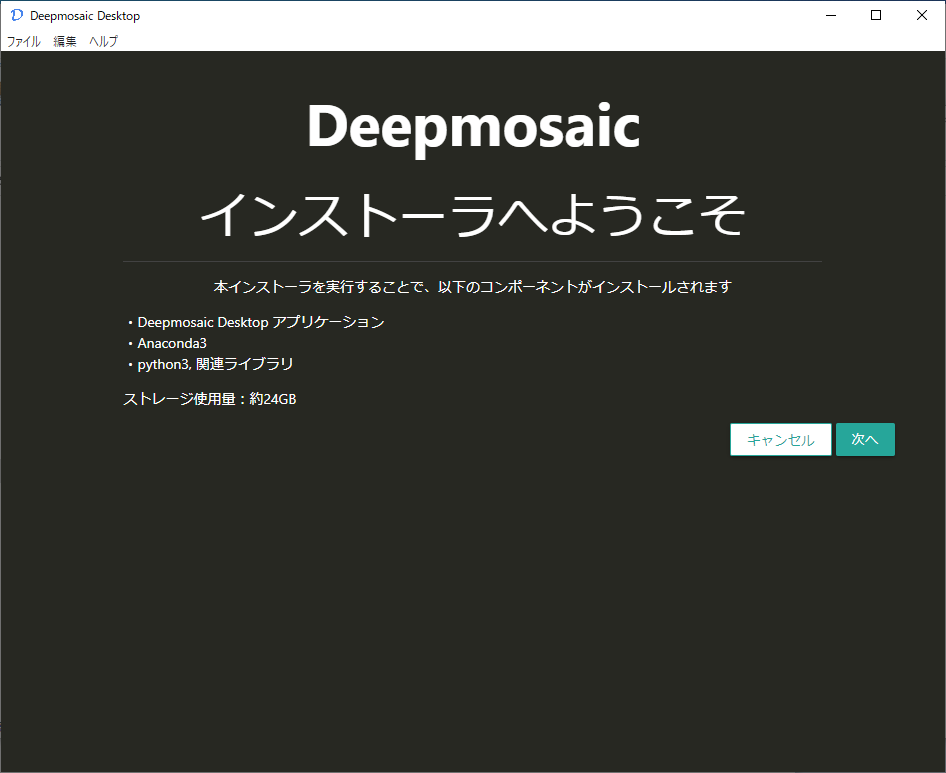 Deepmosaic Desktop
ファイル 編集 ヘルプ
Deepmosaic
インストーラへようこそ
本インストーラを実行することで、以下のコンポーネントがインストールされます
・Deepmosaic Desktop アプリケーション
・Anaconda3
・python3, 関連ライブラリ
ストレージ使用量：約24GB
キャンセル 次へ